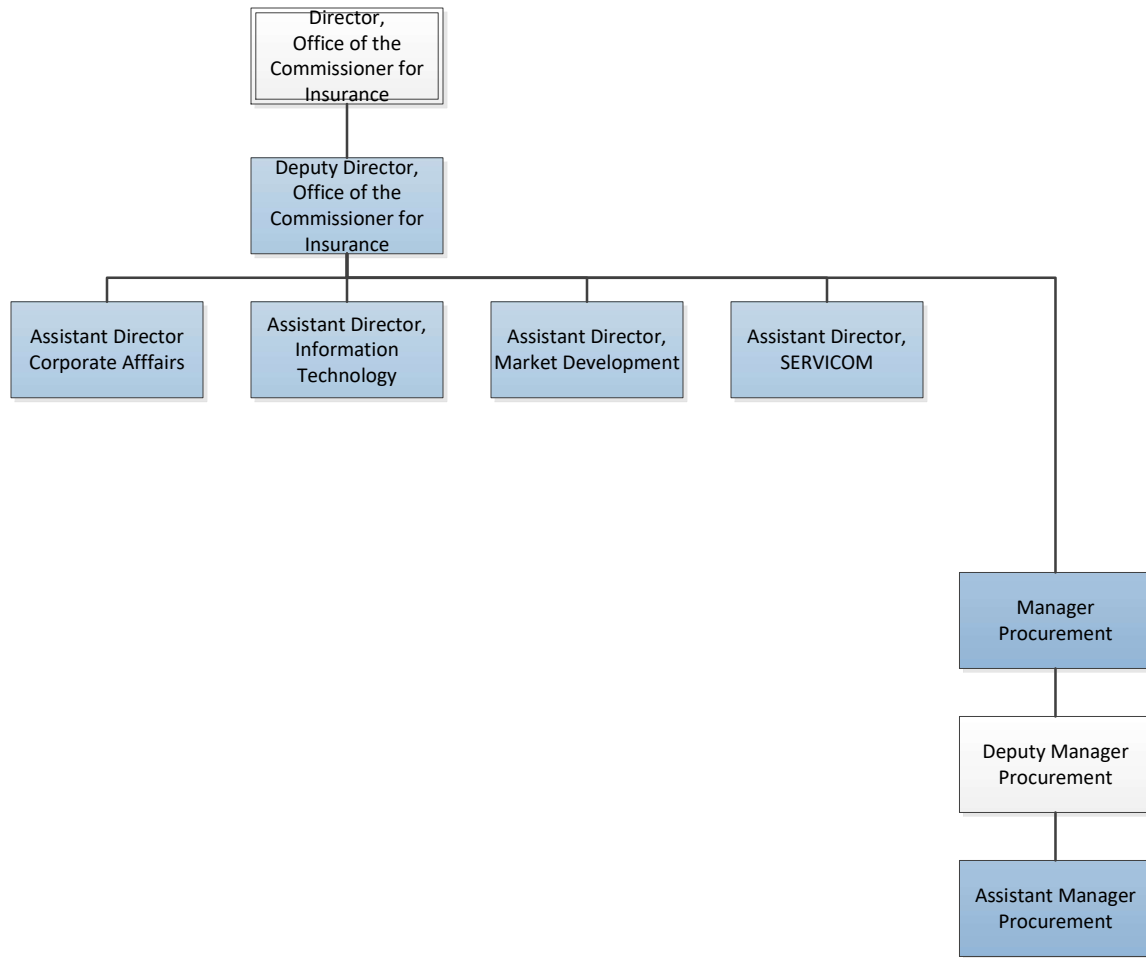 Director,
Office of the
Commissioner for
Insurance
Deputy Director,
Office of the
Commissioner for
Insurance
Assistant Director
Corporate Afffairs
Assistant Director,
Information
Technology
Assistant Director,
Market Development
Assistant Director,
SERVICOM
Manager
Procurement
Deputy Manager
Procurement
Assistant Manager
Procurement